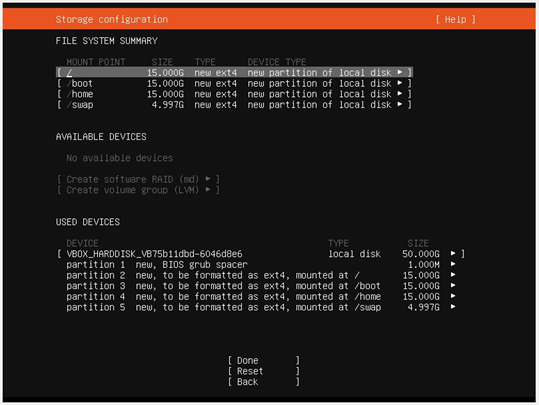 Storage configuration [ Help ]
FILE SYSTEM SUMMARY
MOUNT POINT SIZE TYPE DEVICE TYPE
[ / 15.000G new ext4 new partition of local disk ▸ ]
[ /boot 15.000G new ext4 new partition of local disk ▸ ]
[ /home 15.000G new ext4 new partition of local disk ▸ ]
[ /swap 4.997G new ext4 new partition of local disk ▸ ]
AVAILABLE DEVICES
No available devices
[ Create software RAID (md) ▸ ]
[ Create volume group (LVM) ▸ ]
USED DEVICES
DEVICE TYPE SIZE
[ VBOX_HARDDISK_VB75b11dbd-6046d8e6 local disk 50.000G ▸ ]
partition 1 new, BIOS grub spacer 1.000M ▸
partition 2 new, to be formatted as ext4, mounted at / 15.000G ▸
partition 3 new, to be formatted as ext4, mounted at /boot 15.000G ▸
partition 4 new, to be formatted as ext4, mounted at /home 15.000G ▸
partition 5 new, to be formatted as ext4, mounted at /swap 4.997G ▸
[ Done ]
[ Reset ]
[ Back ]